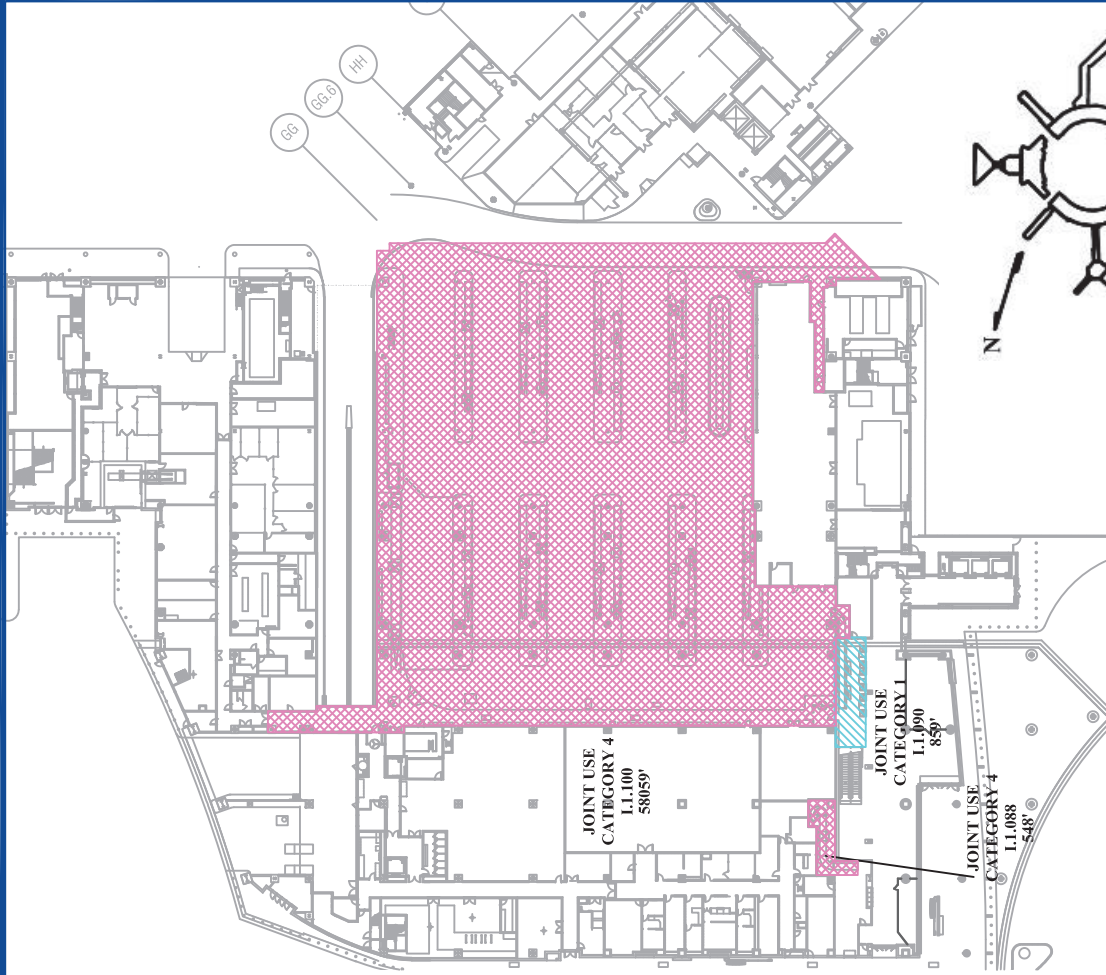 HH
GG.6
GG
N
JOINT USE
CATEGORY 4
I.1.100
58059'
JOINT USE
CATEGORY 1
I.1.090
859'
JOINT USE
CATEGORY 4
I.1.088
548'